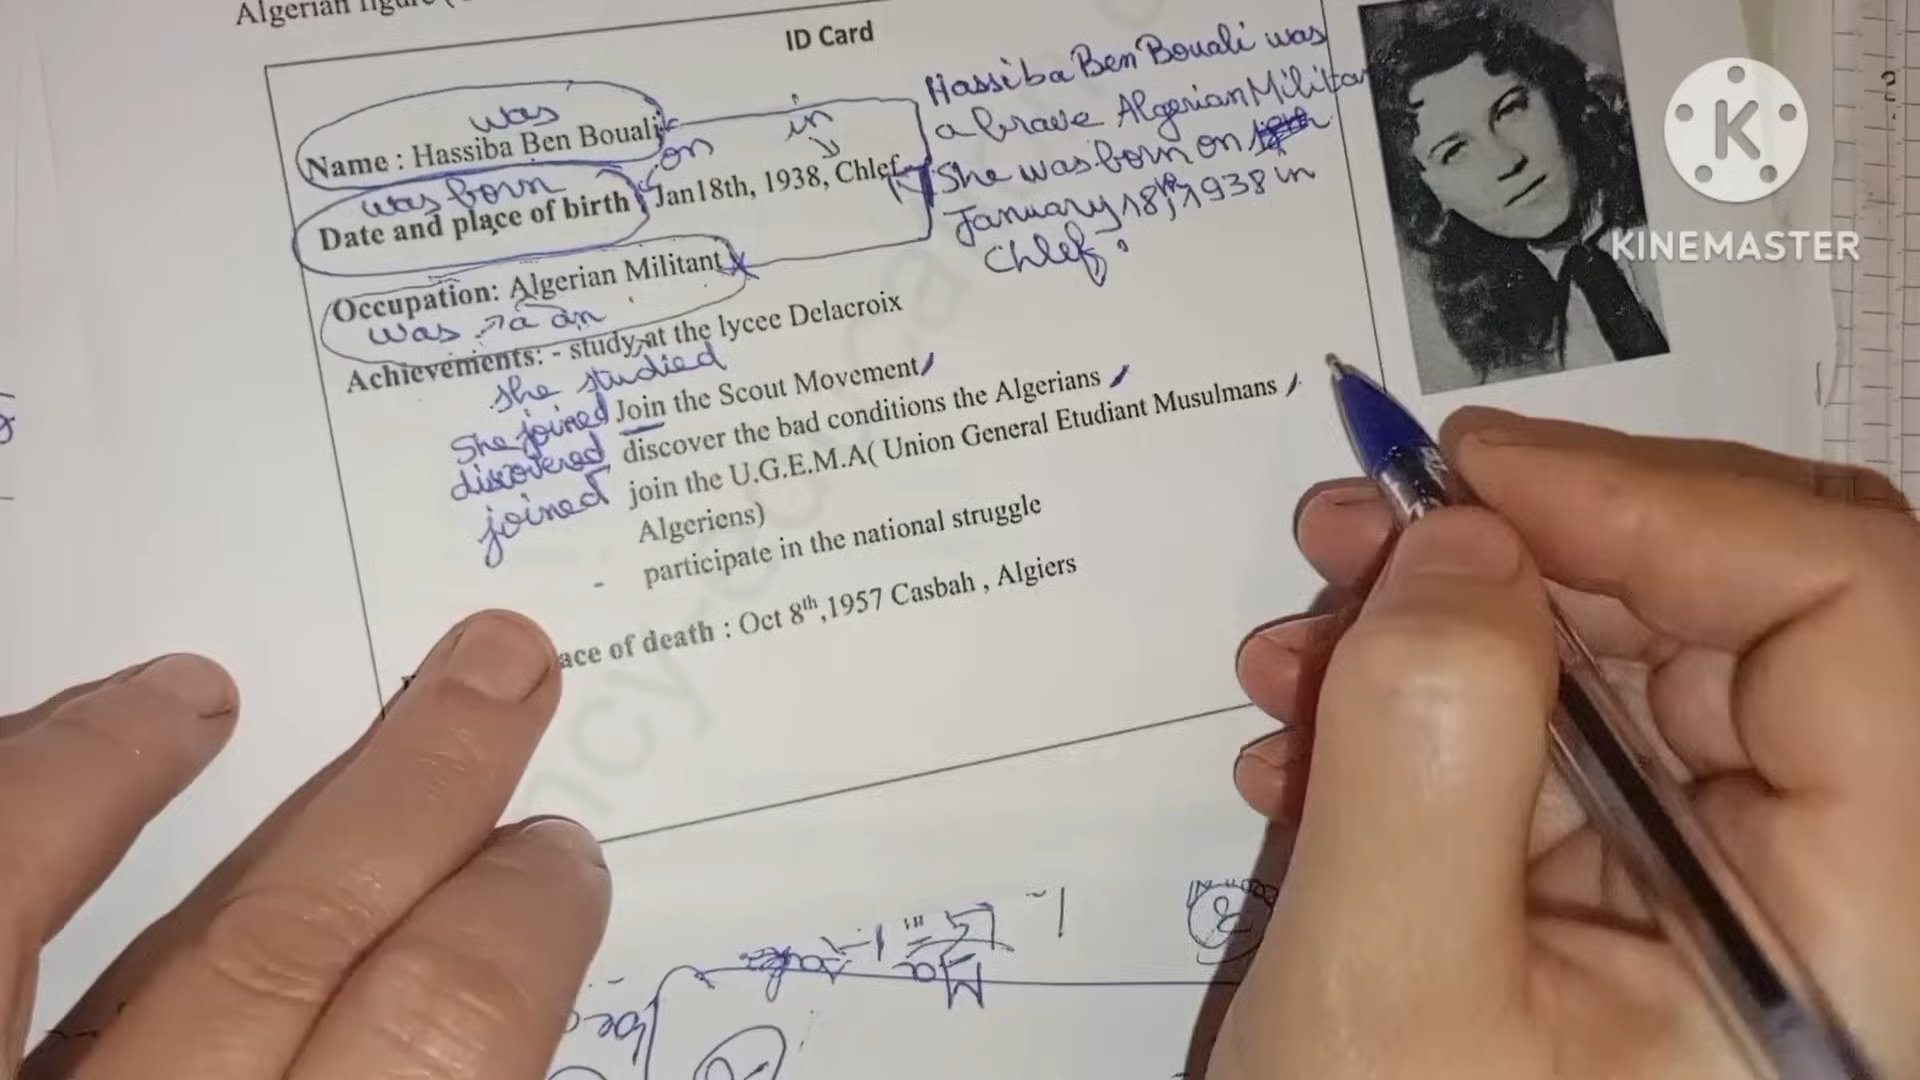 Algerian figure (
ID Card
was
Name : Hassiba Ben Bouali
on
in
was born
Date and place of birth : Jan18th, 1938, Chlef
Occupation: Algerian Militant
was → a an
Achievements: - study at the lycee Delacroix
she studied
She joined Join the Scout Movement
discovered discover the bad conditions the Algerians
joined join the U.G.E.M.A( Union General Etudiant Musulmans
Algeriens)
- participate in the national struggle
ace of death : Oct 8th,1957 Casbah , Algiers
Hassiba Ben Bouali was
a brave Algerian Militan
She was born on
January 18th, 1938 in
Chlef.
K
KINEMASTER